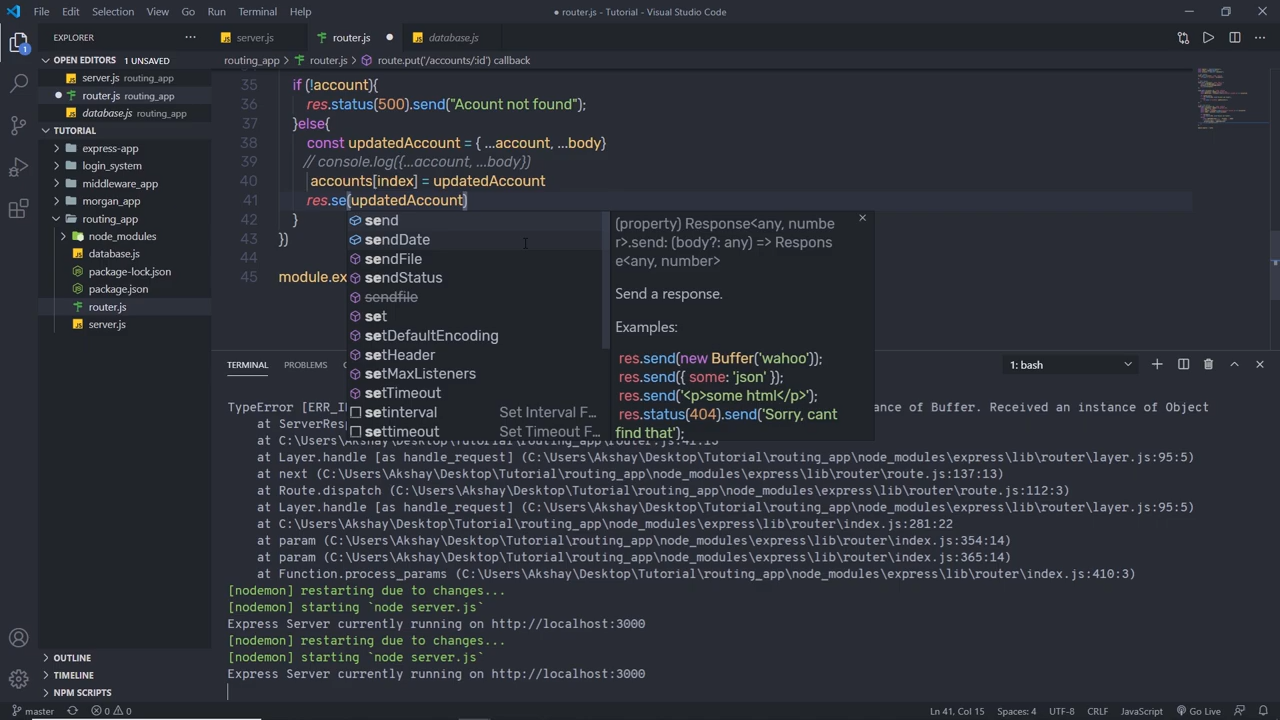 File Edit Selection View Go Run Terminal Help
● router.js - Tutorial - Visual Studio Code
EXPLORER
server.js
router.js
database.js
OPEN EDITORS 1 UNSAVED
routing_app > router.js > route.put('/accounts/:id') callback
server.js routing_app
router.js routing_app
database.js routing_app
TUTORIAL
express-app
login_system
middleware_app
morgan_app
routing_app
node_modules
database.js
package-lock.json
package.json
router.js
server.js
OUTLINE
TIMELINE
NPM SCRIPTS
35 if (!account){
36 res.status(500).send("Acount not found");
37 }else{
38 const updatedAccount = { ...account, ...body}
39 // console.log({...account, ...body})
40 accounts[index] = updatedAccount
41 res.se(updatedAccount)
42 }
43 })
44
45 module.ex
send
sendDate
sendFile
sendStatus
sendfile
set
setDefaultEncoding
setHeader
setMaxListeners
setTimeout
setinterval Set Interval F...
settimeout Set Timeout F...
(property) Response<any, numbe
r>.send: (body?: any) => Respons
e<any, number>
Send a response.
Examples:
res.send(new Buffer('wahoo'));
res.send({ some: 'json' });
res.send('<p>some html</p>');
res.status(404).send('Sorry, cant
find that');
TERMINAL PROBLEMS
1: bash
TypeError [ERR_I ance of Buffer. Received an instance of Object
at ServerRes
at C:\Users\Akshay\Desktop\Tutorial\routing_app\router.js:41:13
at Layer.handle [as handle_request] (C:\Users\Akshay\Desktop\Tutorial\routing_app\node_modules\express\lib\router\layer.js:95:5)
at next (C:\Users\Akshay\Desktop\Tutorial\routing_app\node_modules\express\lib\router\route.js:137:13)
at Route.dispatch (C:\Users\Akshay\Desktop\Tutorial\routing_app\node_modules\express\lib\router\route.js:112:3)
at Layer.handle [as handle_request] (C:\Users\Akshay\Desktop\Tutorial\routing_app\node_modules\express\lib\router\layer.js:95:5)
at C:\Users\Akshay\Desktop\Tutorial\routing_app\node_modules\express\lib\router\index.js:281:22
at param (C:\Users\Akshay\Desktop\Tutorial\routing_app\node_modules\express\lib\router\index.js:354:14)
at param (C:\Users\Akshay\Desktop\Tutorial\routing_app\node_modules\express\lib\router\index.js:365:14)
at Function.process_params (C:\Users\Akshay\Desktop\Tutorial\routing_app\node_modules\express\lib\router\index.js:410:3)
[nodemon] restarting due to changes...
[nodemon] starting `node server.js`
Express Server currently running on http://localhost:3000
[nodemon] restarting due to changes...
[nodemon] starting `node server.js`
Express Server currently running on http://localhost:3000
master 0 0 Ln 41, Col 15 Spaces: 4 UTF-8 CRLF JavaScript Go Live